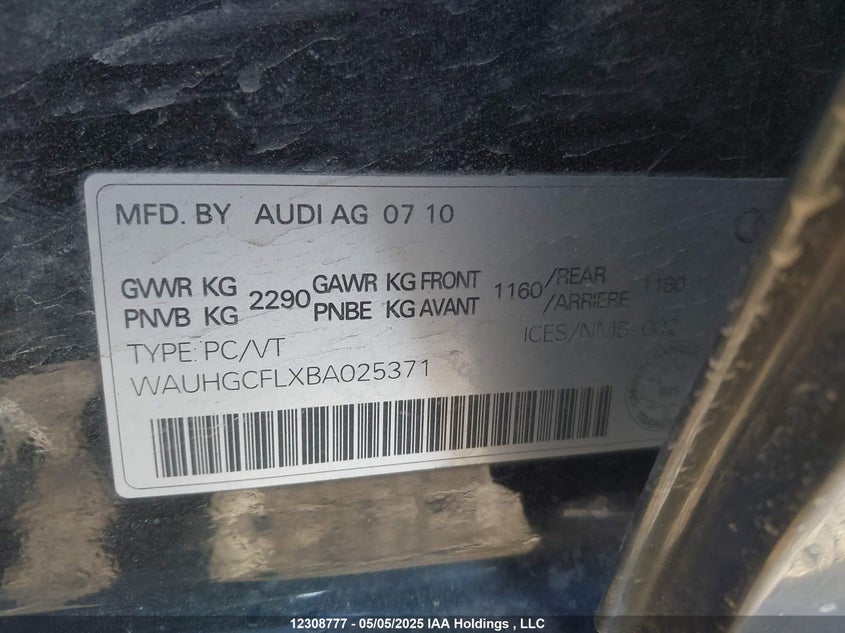 MFD. BY AUDI AG 07 10
GVWR KG 2290 GAWR KG FRONT 1160 /REAR 1180
PNVB KG PNBE KG AVANT /ARRIERE
TYPE: PC/VT ICES/NMB-002
WAUHGCFLXBA025371
12308777 - 05/05/2025 IAA Holdings , LLC